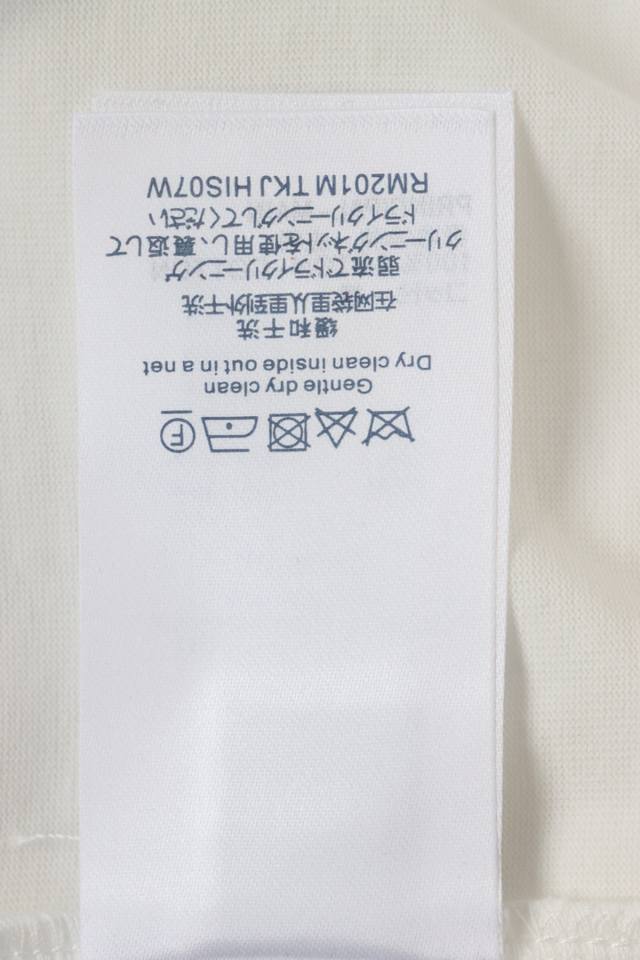 F
Gentle dry clean
Dry clean inside out in a net
缓和干洗
在网袋里从里到外干洗
弱流でドライクリーニング
クリーニングネットを使用し、裏返して
ドライクリーニングしてください
RM201M TKJ HIS07W